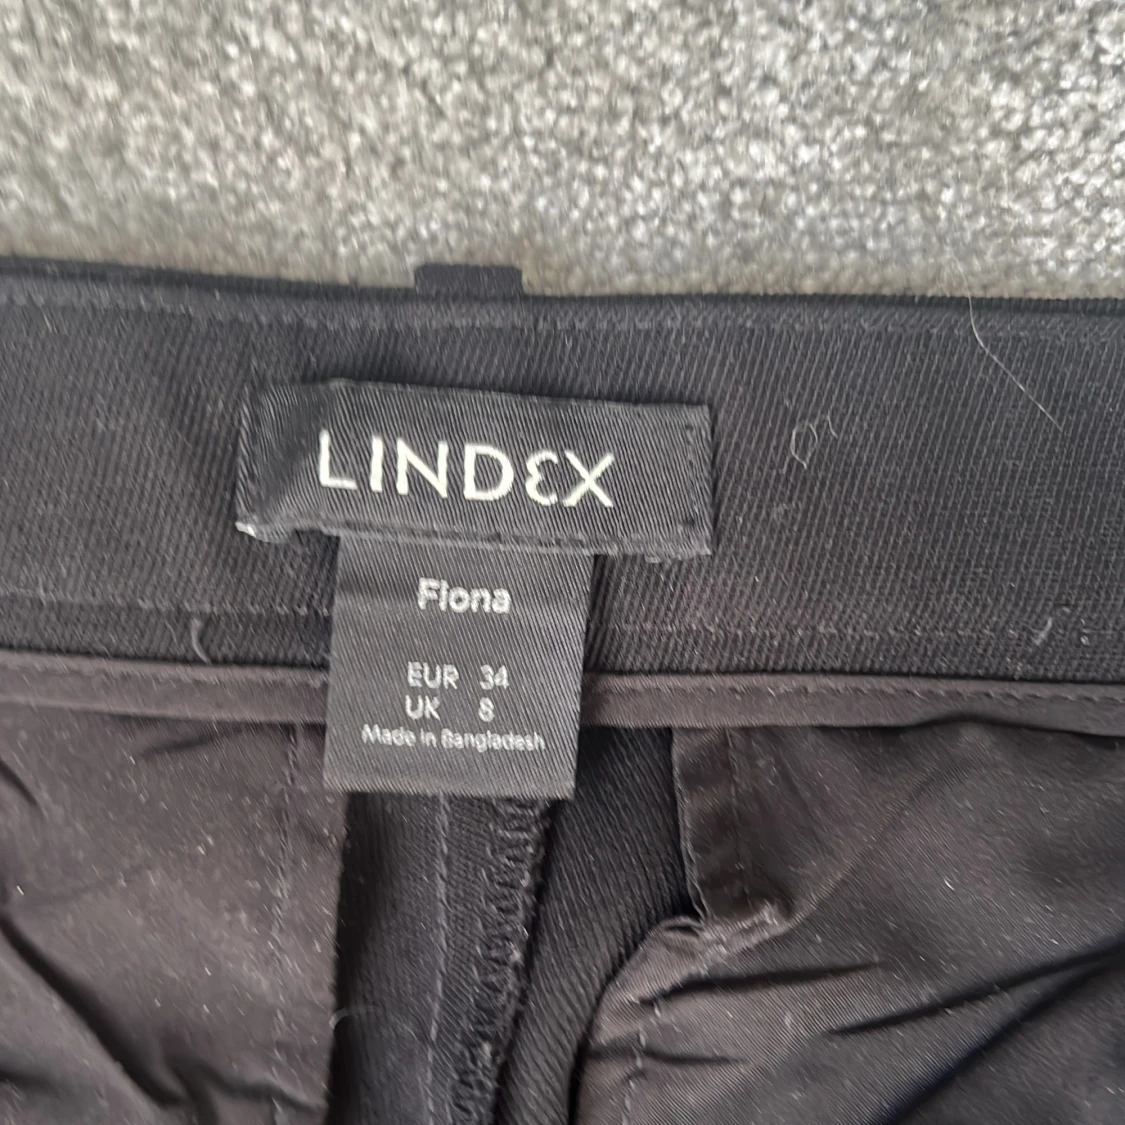 LINDEX
Fiona
EUR 34
UK 8
Made in Bangladesh